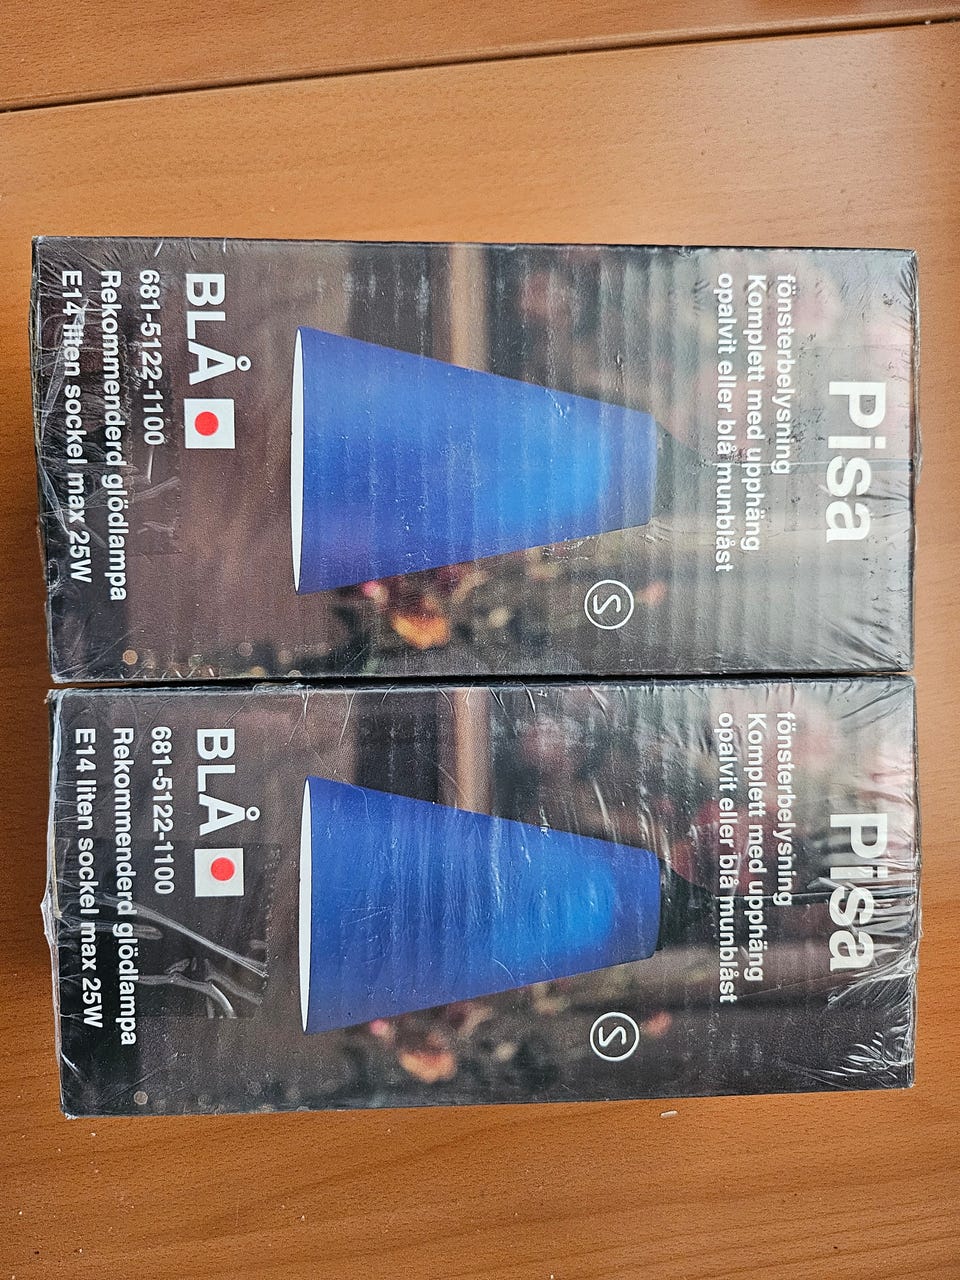 Pisa
fönsterbelysning
Komplett med upphäng
opalvit eller blå munblåst
S
BLÅ
681-5122-1100
Rekommenderd glödlampa
E14 liten sockel max 25W
Pisa
fönsterbelysning
Komplett med upphäng
opalvit eller blå munblåst
S
BLÅ
681-5122-1100
Rekommenderd glödlampa
E14 liten sockel max 25W